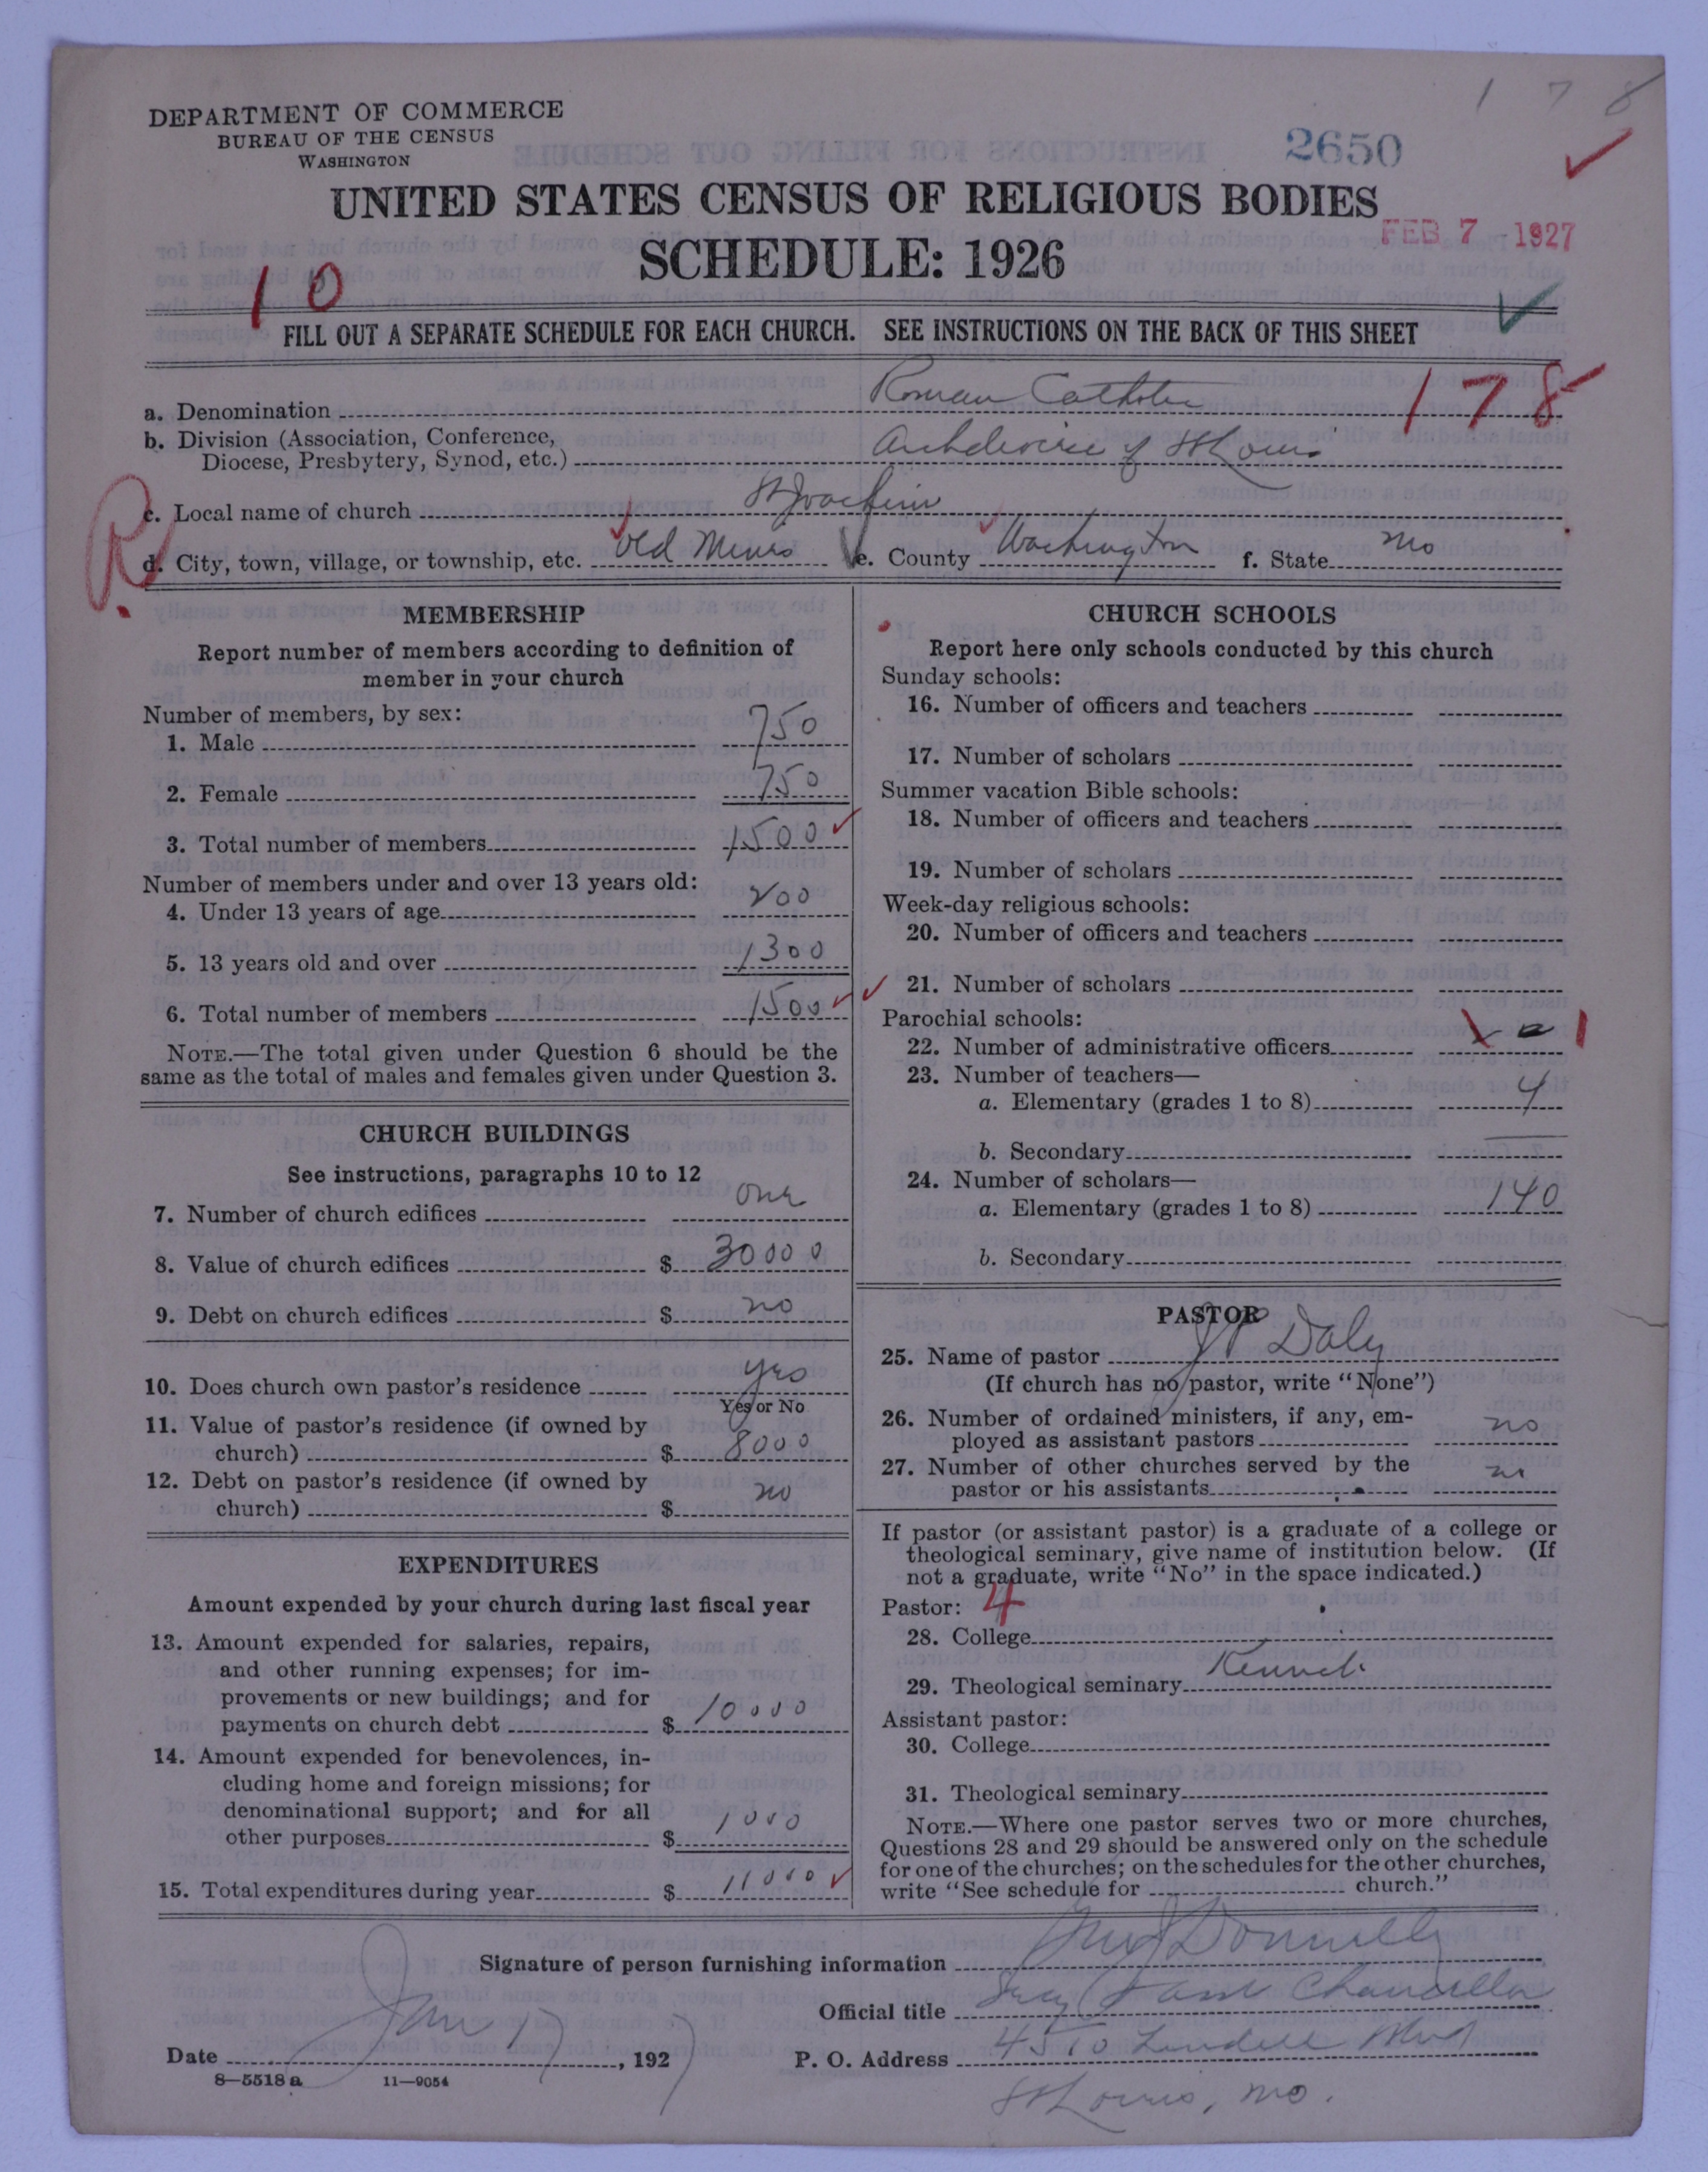 1 7 8
DEPARTMENT OF COMMERCE
BUREAU OF THE CENSUS
WASHINGTON
2650
UNITED STATES CENSUS OF RELIGIOUS BODIES
FEB 7 - 1927
SCHEDULE: 1926
10
FILL OUT A SEPARATE SCHEDULE FOR EACH CHURCH. SEE INSTRUCTIONS ON THE BACK OF THIS SHEET
a. Denomination Roman Catholic 178
b. Division (Association, Conference,
Diocese, Presbytery, Synod, etc.) Archdiocese of St Louis
R
c. Local name of church St Joachim
d. City, town, village, or township, etc. Old Mines e. County Washington f. State Mo
MEMBERSHIP
Report number of members according to definition of
member in your church
Number of members, by sex:
1. Male 750
2. Female 750
3. Total number of members 1500
Number of members under and over 13 years old:
4. Under 13 years of age 200
5. 13 years old and over 1300
6. Total number of members 1500
NOTE.—The total given under Question 6 should be the
same as the total of males and females given under Question 3.
CHURCH BUILDINGS
See instructions, paragraphs 10 to 12
7. Number of church edifices one
8. Value of church edifices $ 30000
9. Debt on church edifices $ no
10. Does church own pastor's residence yes
Yes or No
11. Value of pastor's residence (if owned by
church) $ 8000
12. Debt on pastor's residence (if owned by
church) $ no
EXPENDITURES
Amount expended by your church during last fiscal year
13. Amount expended for salaries, repairs,
and other running expenses; for im-
provements or new buildings; and for
payments on church debt $ 10000
14. Amount expended for benevolences, in-
cluding home and foreign missions; for
denominational support; and for all
other purposes $ 1000
15. Total expenditures during year $ 11000
CHURCH SCHOOLS
Report here only schools conducted by this church
Sunday schools:
16. Number of officers and teachers
17. Number of scholars
Summer vacation Bible schools:
18. Number of officers and teachers
19. Number of scholars
Week-day religious schools:
20. Number of officers and teachers
21. Number of scholars
Parochial schools:
22. Number of administrative officers 1
23. Number of teachers—
a. Elementary (grades 1 to 8) 4
b. Secondary
24. Number of scholars—
a. Elementary (grades 1 to 8) 140
b. Secondary
PASTOR
25. Name of pastor Daly
(If church has no pastor, write "None")
26. Number of ordained ministers, if any, em-
ployed as assistant pastors no
27. Number of other churches served by the
pastor or his assistants
If pastor (or assistant pastor) is a graduate of a college or
theological seminary, give name of institution below. (If
not a graduate, write "No" in the space indicated.)
Pastor: 4
28. College
29. Theological seminary
Assistant pastor:
30. College
31. Theological seminary
NOTE.—Where one pastor serves two or more churches,
Questions 28 and 29 should be answered only on the schedule
for one of the churches; on the schedules for the other churches,
write "See schedule for church."
Signature of person furnishing information Donnelly
Official title Chancellor
Date Jan 17, 1927 P. O. Address 4510 Lindell Blvd
8—5518 a 11—9054
St Louis, Mo.